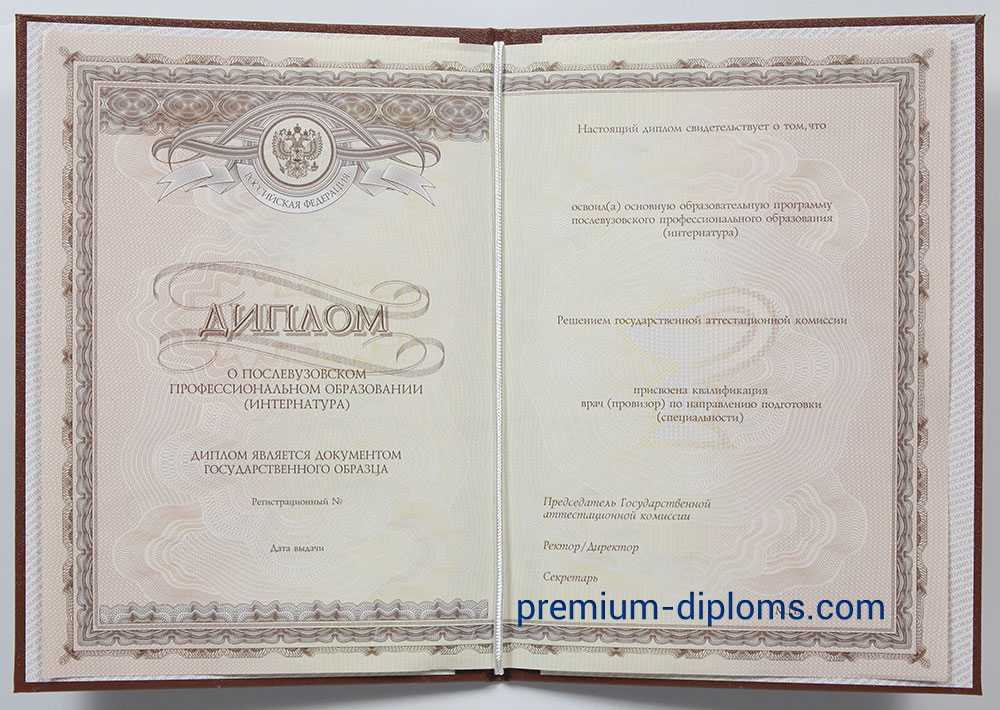 РОССИЙСКАЯ ФЕДЕРАЦИЯ
ДИПЛОМ
О ПОСЛЕВУЗОВСКОМ
ПРОФЕССИОНАЛЬНОМ ОБРАЗОВАНИИ
(ИНТЕРНАТУРА)
ДИПЛОМ ЯВЛЯЕТСЯ ДОКУМЕНТОМ
ГОСУДАРСТВЕННОГО ОБРАЗЦА
Регистрационный №
Дата выдачи
Настоящий диплом свидетельствует о том, что
освоил(а) основную образовательную программу
послевузовского профессионального образования
(интернатура)
Решением государственной аттестационной комиссии
присвоена квалификация
врач (провизор) по направлению подготовки
(специальности)
Председатель Государственной
аттестационной комиссии
Ректор/Директор
Секретарь
premium-diploms.com